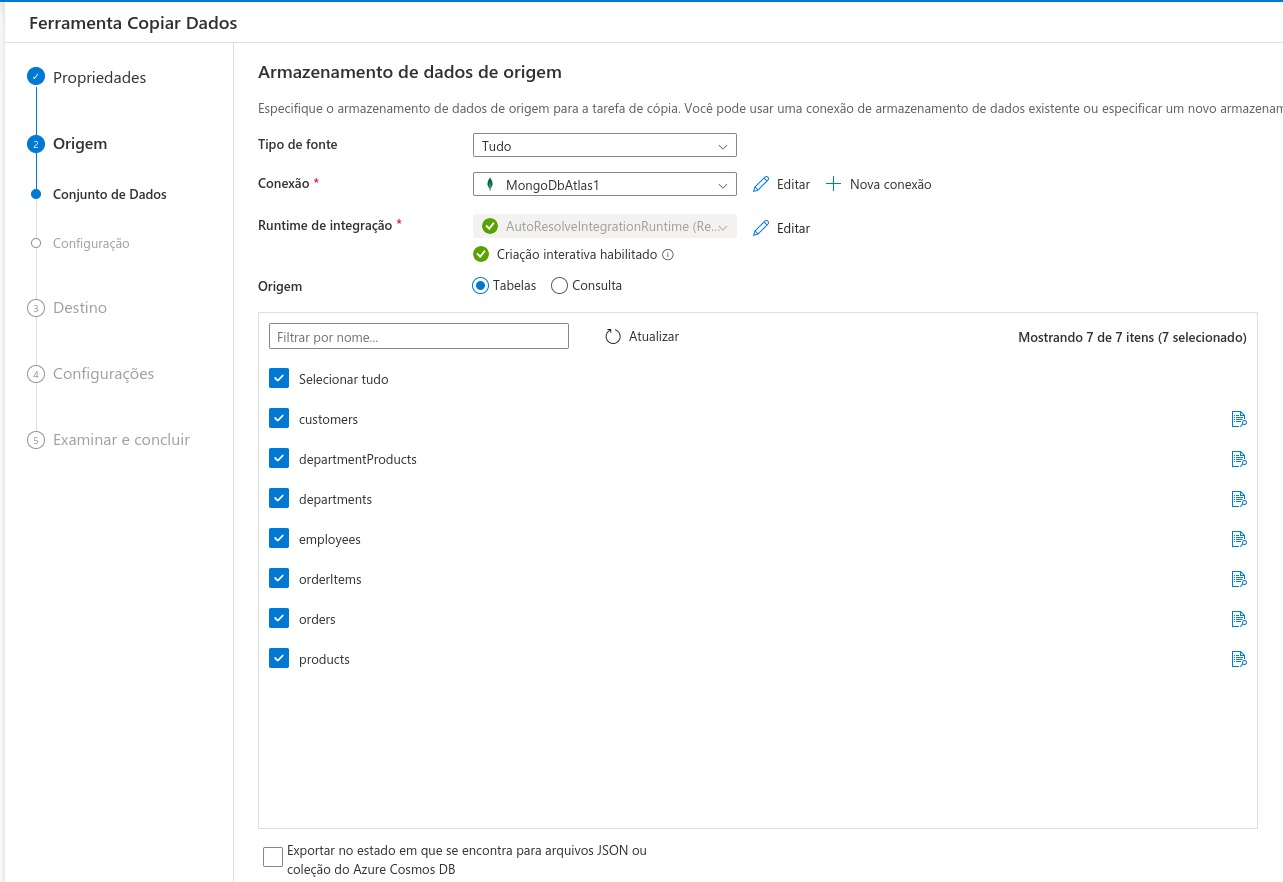 Ferramenta Copiar Dados
Propriedades
2 Origem
Conjunto de Dados
Configuração
3 Destino
4 Configurações
5 Examinar e concluir
Armazenamento de dados de origem
Especifique o armazenamento de dados de origem para a tarefa de cópia. Você pode usar uma conexão de armazenamento de dados existente ou especificar um novo armazenam
Tipo de fonte Tudo
Conexão * MongoDbAtlas1 Editar Nova conexão
Runtime de integração * AutoResolveIntegrationRuntime (Re... Editar
Criação interativa habilitado
Origem Tabelas Consulta
Filtrar por nome... Atualizar Mostrando 7 de 7 itens (7 selecionado)
Selecionar tudo
customers
departmentProducts
departments
employees
orderItems
orders
products
Exportar no estado em que se encontra para arquivos JSON ou
coleção do Azure Cosmos DB